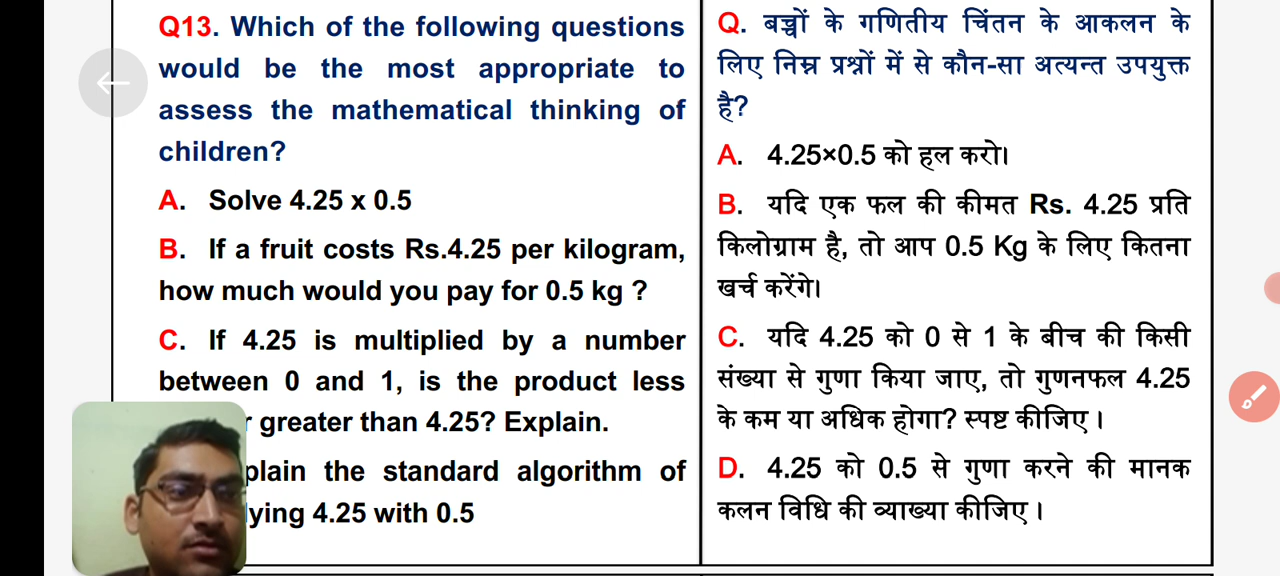 Q13. Which of the following questions
would be the most appropriate to
assess the mathematical thinking of
children?
A. Solve 4.25 x 0.5
B. If a fruit costs Rs.4.25 per kilogram,
how much would you pay for 0.5 kg ?
C. If 4.25 is multiplied by a number
between 0 and 1, is the product less
greater than 4.25? Explain.
the standard algorithm of
4.25 with 0.5
Q. बच्चों के गणितीय चिंतन के आकलन के
लिए निम्न प्रश्नों में से कौन-सा अत्यन्त उपयुक्त
है?
A. 4.25×0.5 को हल करो।
B. यदि एक फल की कीमत Rs. 4.25 प्रति
किलोग्राम है, तो आप 0.5 Kg के लिए कितना
खर्च करेंगे।
C. यदि 4.25 को 0 से 1 के बीच की किसी
संख्या से गुणा किया जाए, तो गुणनफल 4.25
के कम या अधिक होगा? स्पष्ट कीजिए।
D. 4.25 को 0.5 से गुणा करने की मानक
कलन विधि की व्याख्या कीजिए।